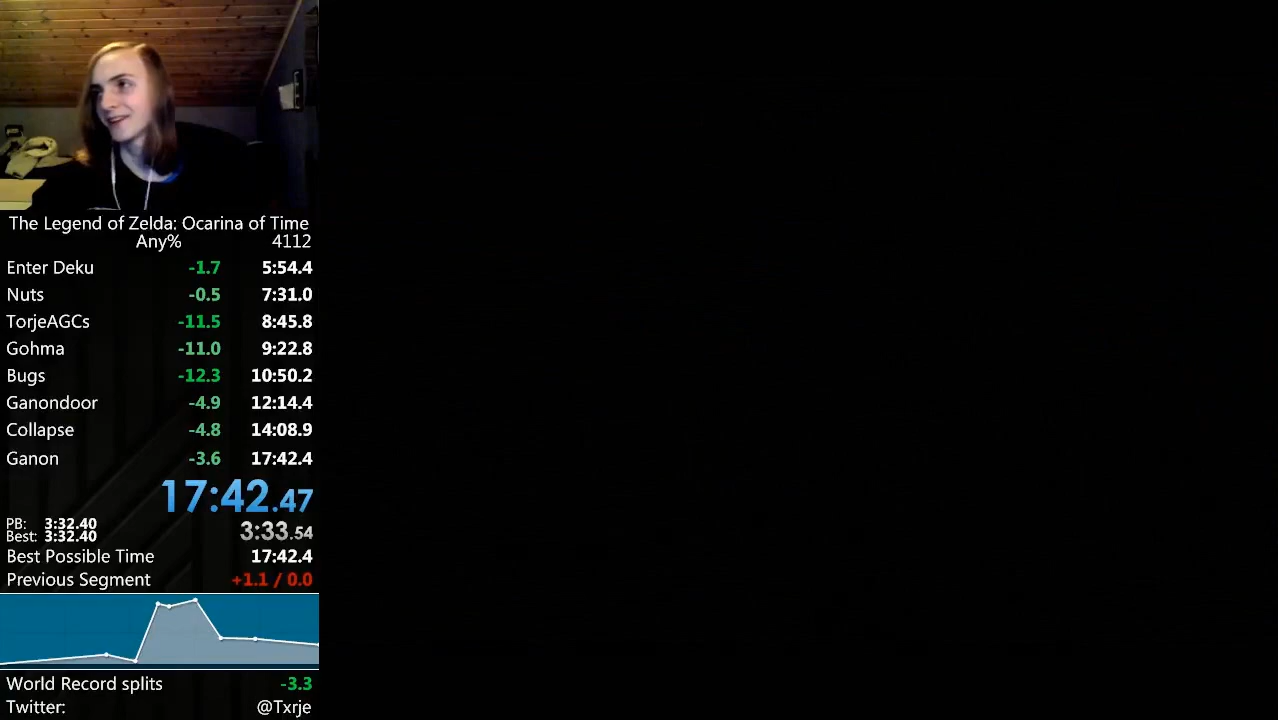 The Legend of Zelda: Ocarina of Time
Any% 4112
Enter Deku -1.7 5:54.4
Nuts -0.5 7:31.0
TorjeAGCs -11.5 8:45.8
Gohma -11.0 9:22.8
Bugs -12.3 10:50.2
Ganondoor -4.9 12:14.4
Collapse -4.8 14:08.9
Ganon -3.6 17:42.4
17:42.47
PB: 3:32.40
Best: 3:32.40
3:33.54
Best Possible Time 17:42.4
Previous Segment +1.1 / 0.0
World Record splits -3.3
Twitter: @Txrje